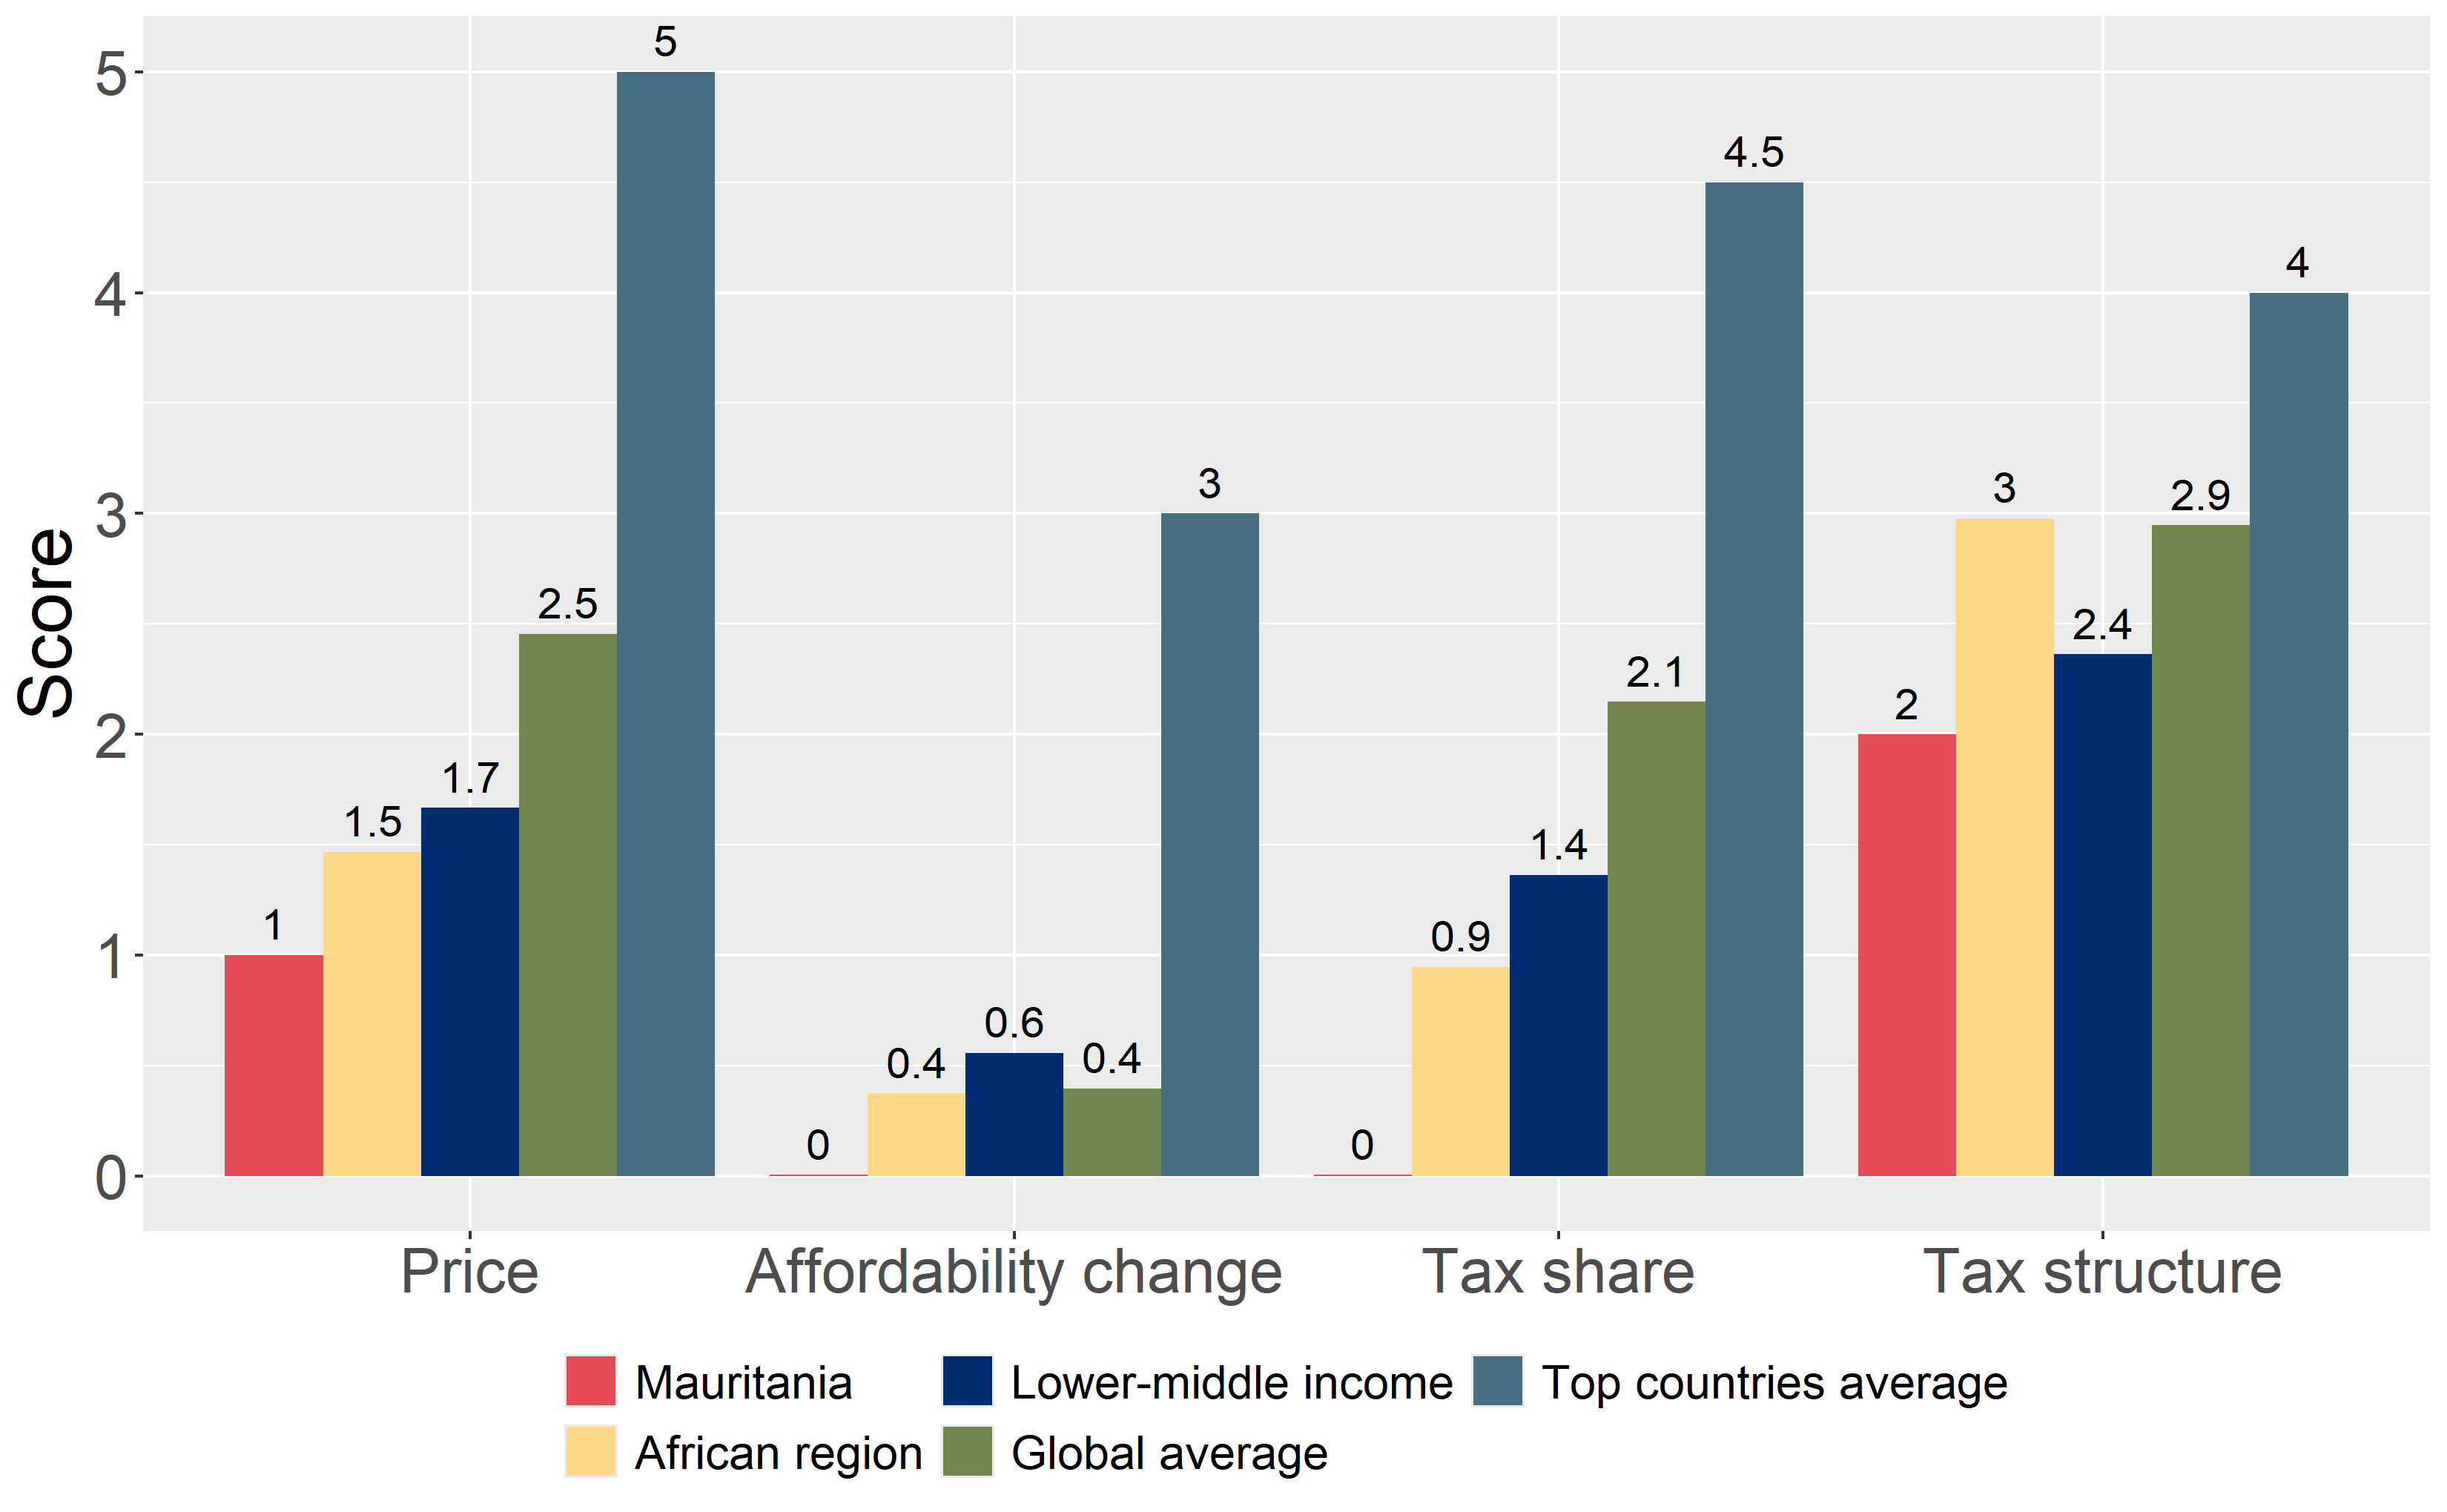 Score
5
4
3
2
1
0
1
1.5
1.7
2.5
5
0
0.4
0.6
0.4
3
0
0.9
1.4
2.1
4.5
2
3
2.4
2.9
4
Price
Affordability change
Tax share
Tax structure
Mauritania
Lower-middle income
Top countries average
African region
Global average